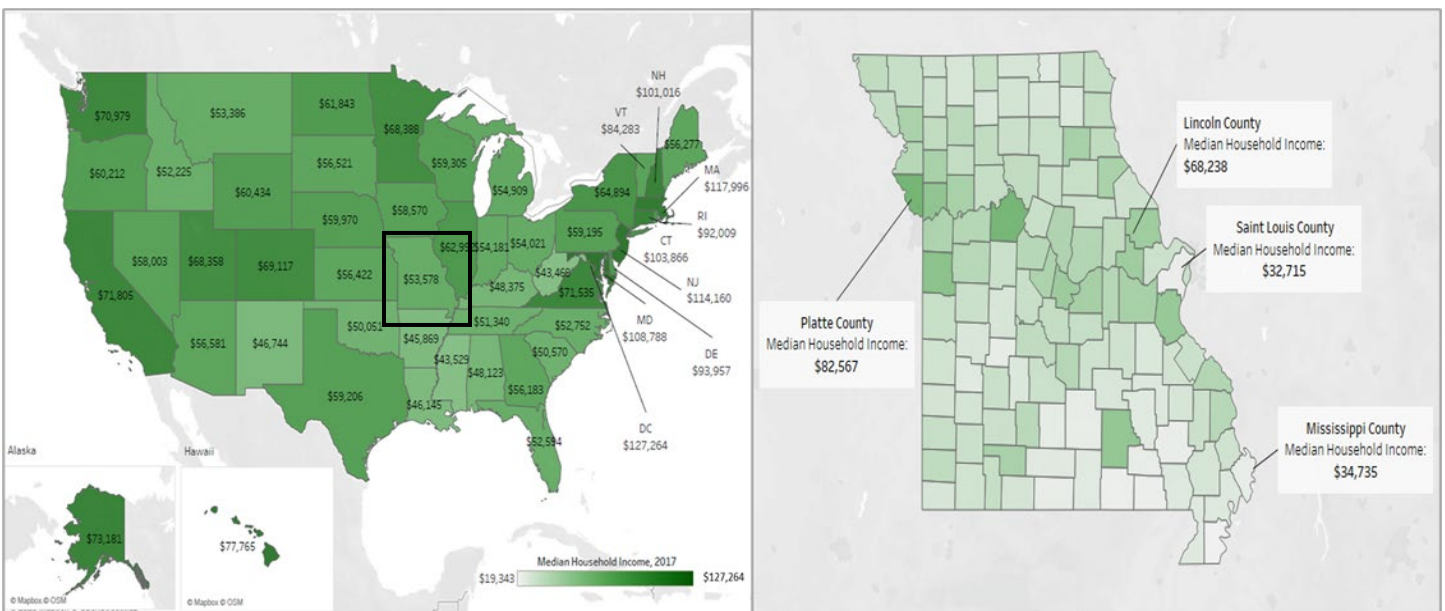 NH
$101,016
VT
$84,283
$70,979
$53,386
$61,843
$68,388
$56,277
$59,305
$56,521
$60,212
$52,225
$60,434
$54,909
$64,894
MA
$117,996
$58,570
$59,970
$59,195
RI
$92,009
$62,99
$54,181
$54,021
CT
$103,866
$58,003
$68,358
$69,117
$56,422
$53,578
$43,468
$48,375
$71,535
NJ
$114,160
$71,805
$50,051
$51,340
$52,752
MD
$108,788
$56,581
$46,744
$45,869
$43,529
$50,570
$48,123
DE
$93,957
$59,206
$56,183
$46,145
$52,594
DC
$127,264
Alaska
Hawaii
$73,181
$77,765
Median Household Income, 2017
$19,343
$127,264
© Mapbox © OSM
© Mapbox © OSM
Lincoln County
Median Household Income:
$68,238
Saint Louis County
Median Household Income:
$32,715
Platte County
Median Household Income:
$82,567
Mississippi County
Median Household Income:
$34,735